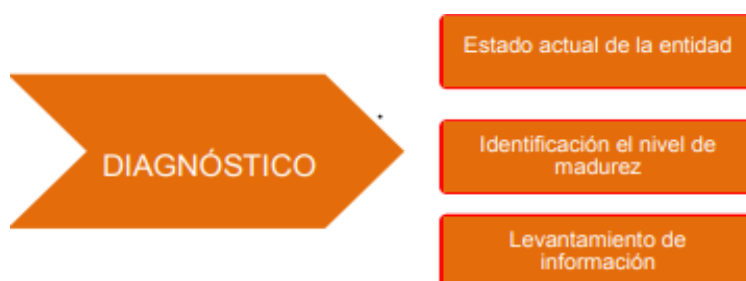 Estado actual de la entidad
DIAGNÓSTICO
Identificación el nivel de
madurez
Levantamiento de
información